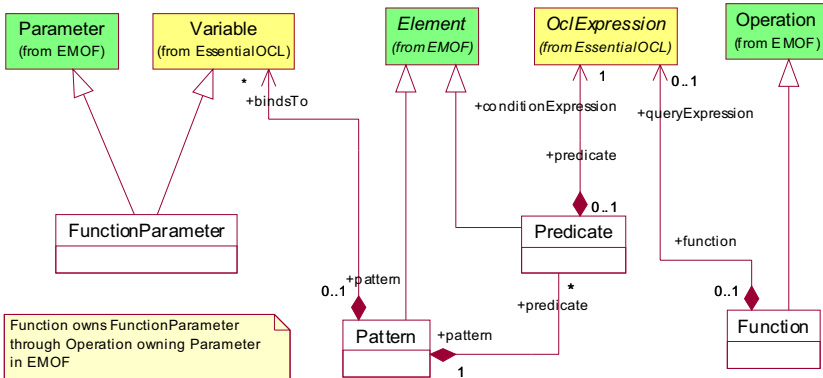 Parameter
(from EMOF)
Variable
(from EssentialOCL)
Element
(from EMOF)
OclExpression
(from EssentialOCL)
Operation
(from EMOF)
*
+bindsTo
1
0..1
+conditionExpression
+queryExpression
+predicate
0..1
FunctionParameter
Predicate
+function
+pattern
0..1
*
+predicate
0..1
Function owns FunctionParameter
through Operation owning Parameter
in EMOF
Pattern
+pattern
1
Function